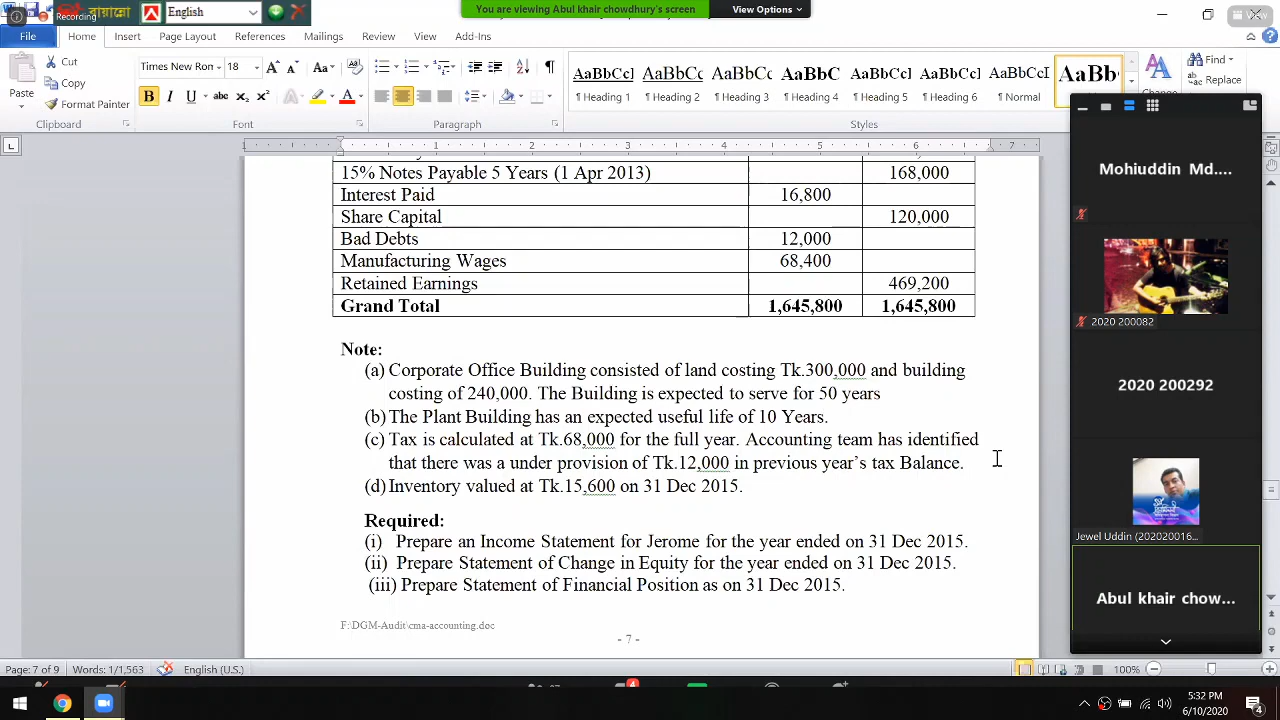 Recording
English
You are viewing Abul khair chowdhury's screen
View Options
View
File
Home
Insert
Page Layout
References
Mailings
Review
View
Add-Ins
Paste
Cut
Copy
Format Painter
Clipboard
Times New Ron
18
Font
Paragraph
AaBbCcI
¶ Heading 1
AaBbCcI
¶ Heading 2
AaBbCc
¶ Heading 3
AaBbC
¶ Heading 4
AaBbCcI
¶ Heading 5
AaBbCcI
¶ Heading 6
AaBbCcI
¶ Normal
AaBb
Styles
Change
Find
Replace
15% Notes Payable 5 Years (1 Apr 2013) 168,000
Interest Paid 16,800
Share Capital 120,000
Bad Debts 12,000
Manufacturing Wages 68,400
Retained Earnings 469,200
Grand Total 1,645,800 1,645,800
Note:
(a) Corporate Office Building consisted of land costing Tk.300,000 and building
costing of 240,000. The Building is expected to serve for 50 years
(b) The Plant Building has an expected useful life of 10 Years.
(c) Tax is calculated at Tk.68,000 for the full year. Accounting team has identified
that there was a under provision of Tk.12,000 in previous year's tax Balance.
(d) Inventory valued at Tk.15,600 on 31 Dec 2015.
Required:
(i) Prepare an Income Statement for Jerome for the year ended on 31 Dec 2015.
(ii) Prepare Statement of Change in Equity for the year ended on 31 Dec 2015.
(iii) Prepare Statement of Financial Position as on 31 Dec 2015.
F:\DGM-Audit\cma-accounting.doc
- 7 -
Mohiuddin Md....
2020 200082
2020 200292
Jewel Uddin (202020016...
Abul khair chow...
Page: 7 of 9
Words: 1/1,563
English (U.S.)
100%
5:32 PM
6/10/2020
4